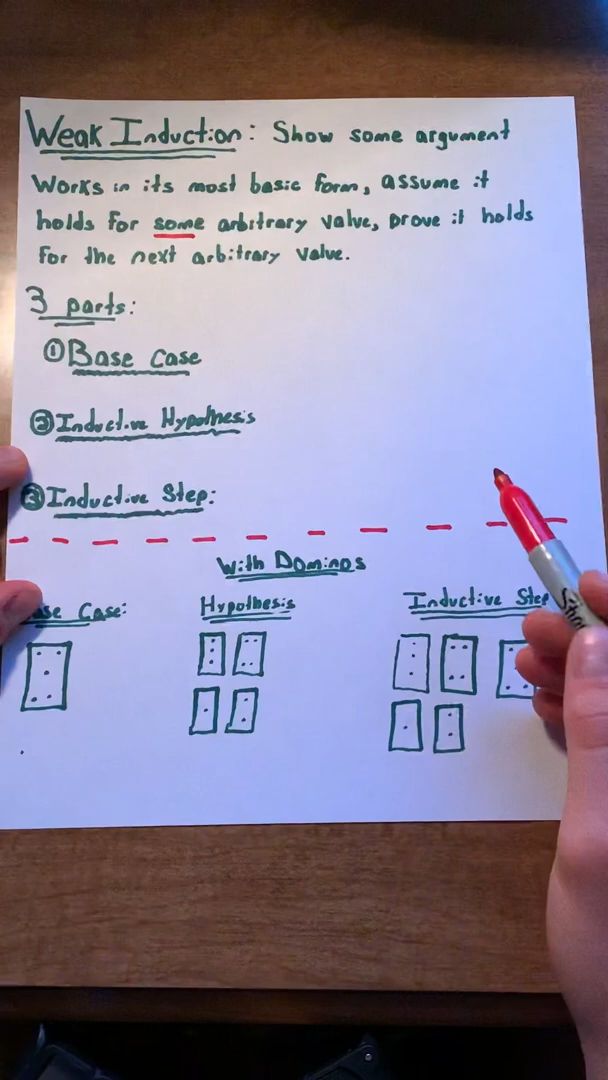 Weak Induction: Show some argument
Works in its most basic form, assume it
holds for some arbitrary value, prove it holds
for the next arbitrary value.
3 parts:
①Base Case
②Inductive Hypothesis
③Inductive Step:
With Dominos
ase Case: Hypothesis Inductive Step